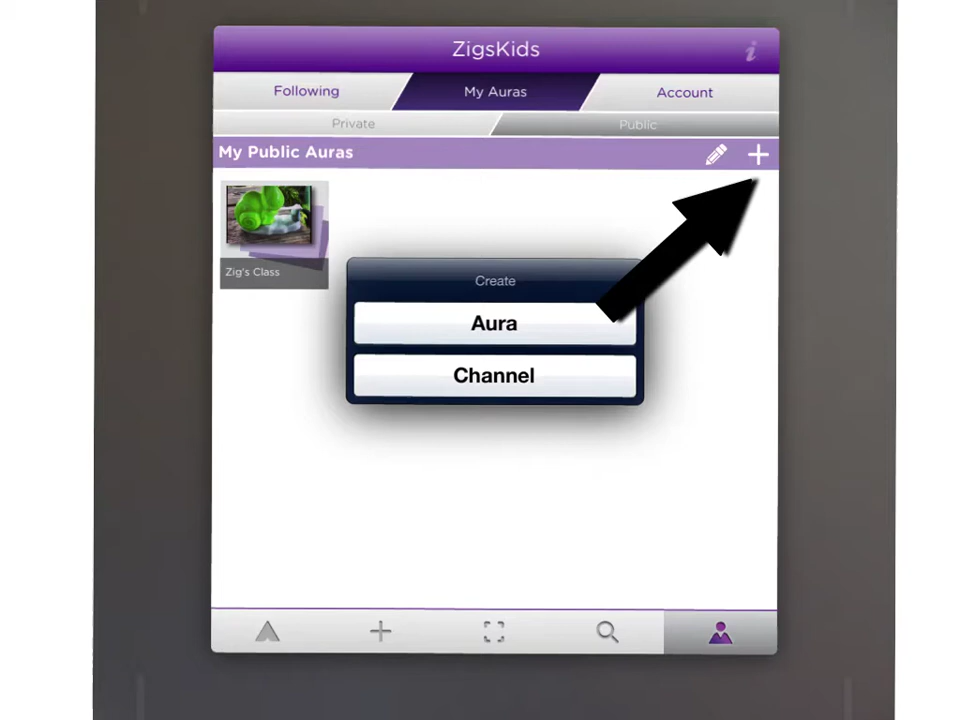 ZigsKids
Following
My Auras
Account
Private
Public
My Public Auras
Zig's Class
Create
Aura
Channel